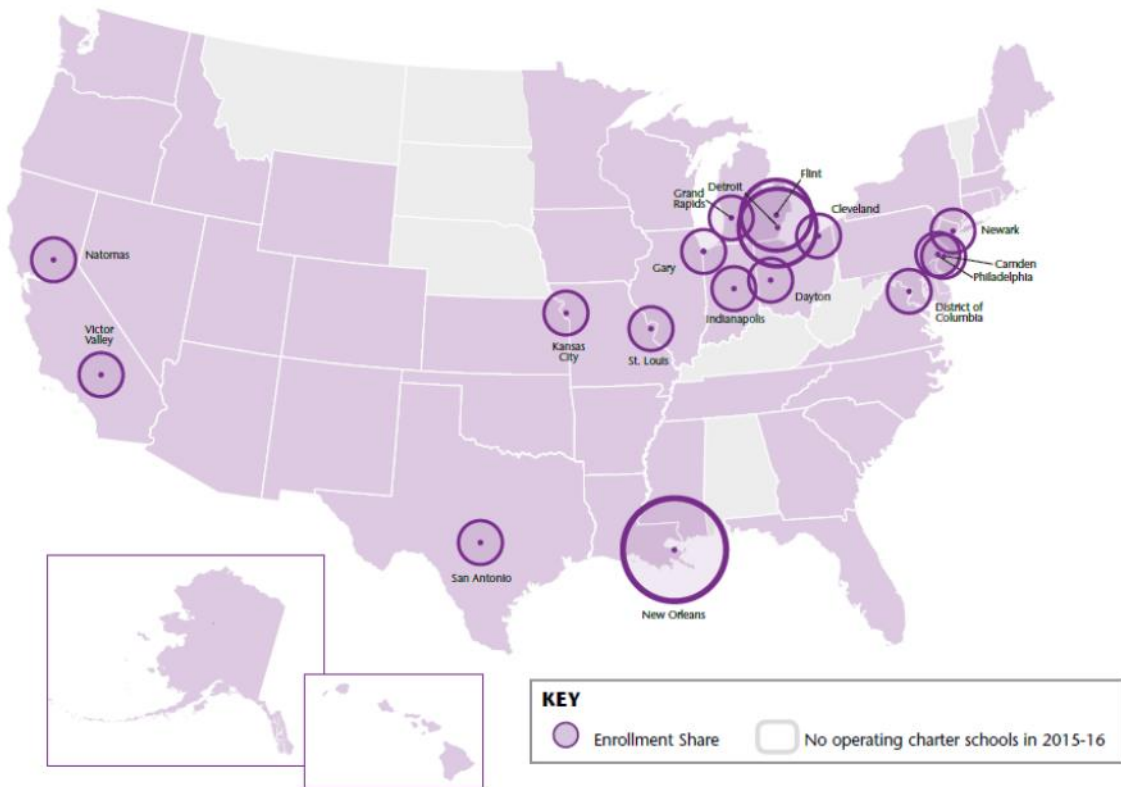 Flint
Detroit
Grand
Rapids
Cleveland
Newark
Natomas
Gary
Camden
Philadelphia
Dayton
District of
Columbia
Indianapolis
Victor
Valley
Kansas
City
St. Louis
San Antonio
New Orleans
KEY
Enrollment Share
No operating charter schools in 2015-16